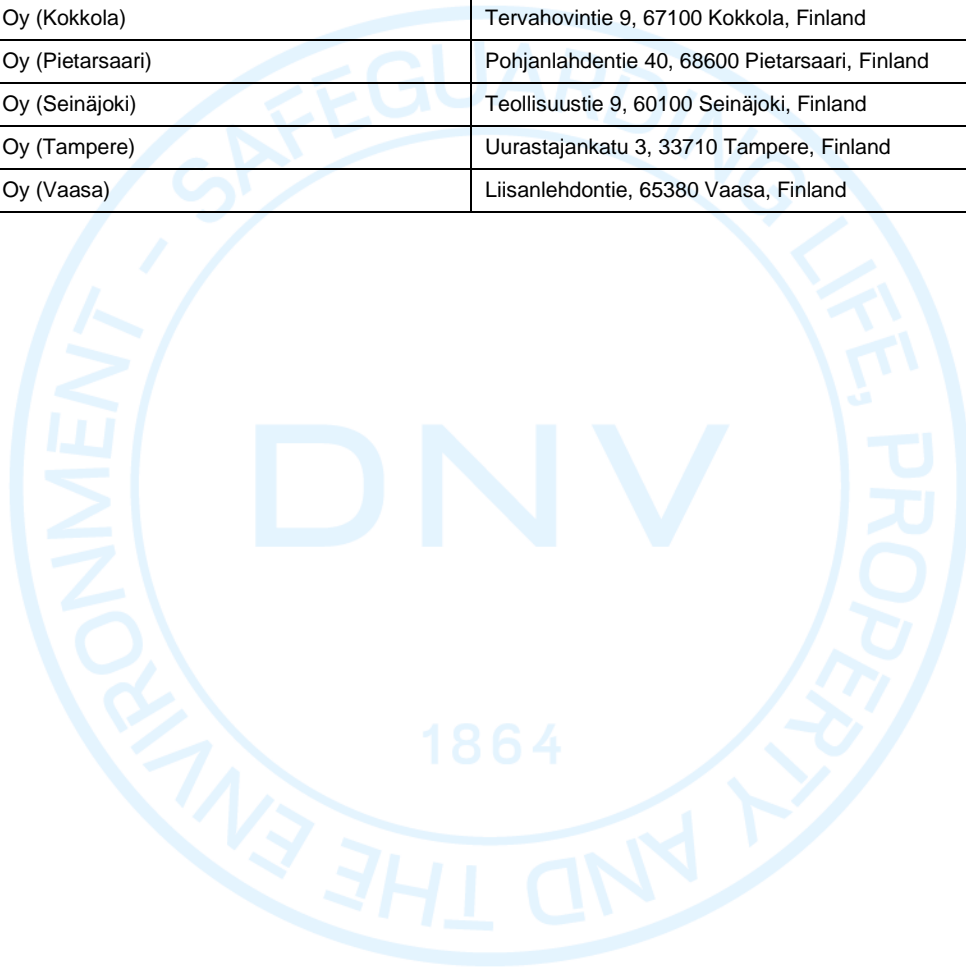 Oy (Kokkola) Tervahovintie 9, 67100 Kokkola, Finland
Oy (Pietarsaari) Pohjanlahdentie 40, 68600 Pietarsaari, Finland
Oy (Seinäjoki) Teollisuustie 9, 60100 Seinäjoki, Finland
Oy (Tampere) Uurastajankatu 3, 33710 Tampere, Finland
Oy (Vaasa) Liisanlehdontie, 65380 Vaasa, Finland
SAFEGUARDING LIFE, PROPERTY AND THE ENVIRONMENT -
DNV
1864